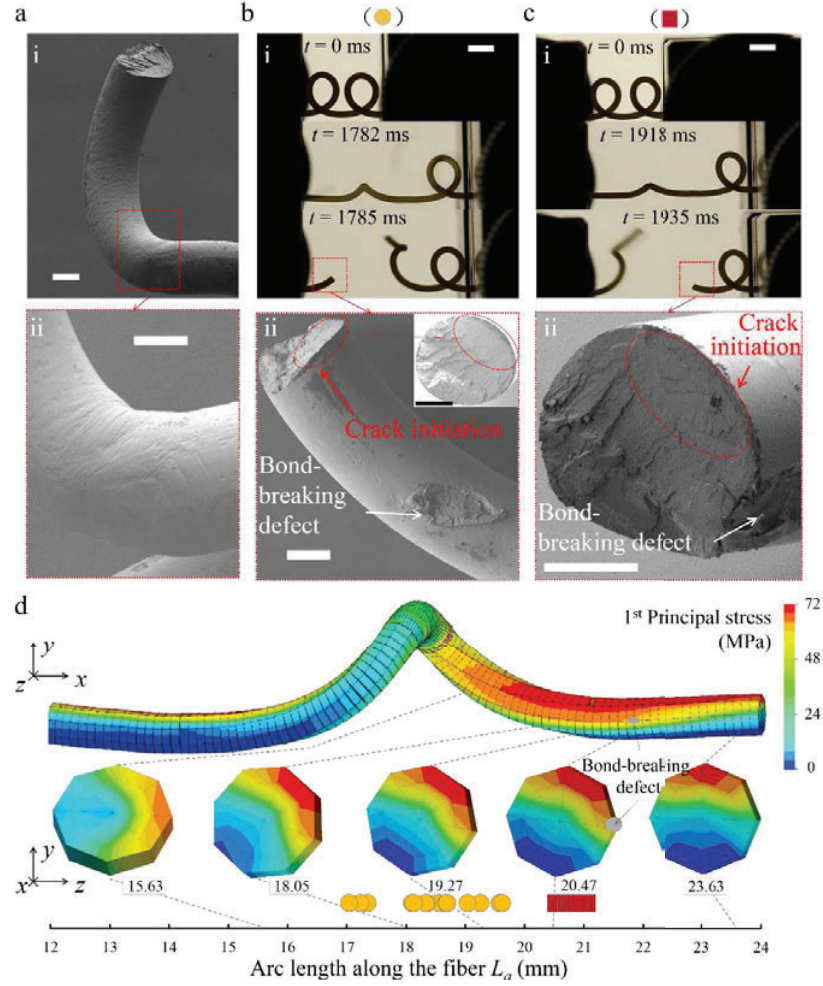 a
b
c
( )
( )
i
i
t = 0 ms
i
t = 0 ms
t = 1782 ms
t = 1918 ms
t = 1785 ms
t = 1935 ms
ii
ii
Crack initiation
Bond-
breaking
defect
ii
Crack
initiation
Bond-
breaking defect
d
1st Principal stress
(MPa)
72
48
24
0
y
z
x
Bond-breaking
defect
y
x
z
15.63
18.05
19.27
20.47
23.63
12
13
14
15
16
17
18
19
20
21
22
23
24
Arc length along the fiber La (mm)